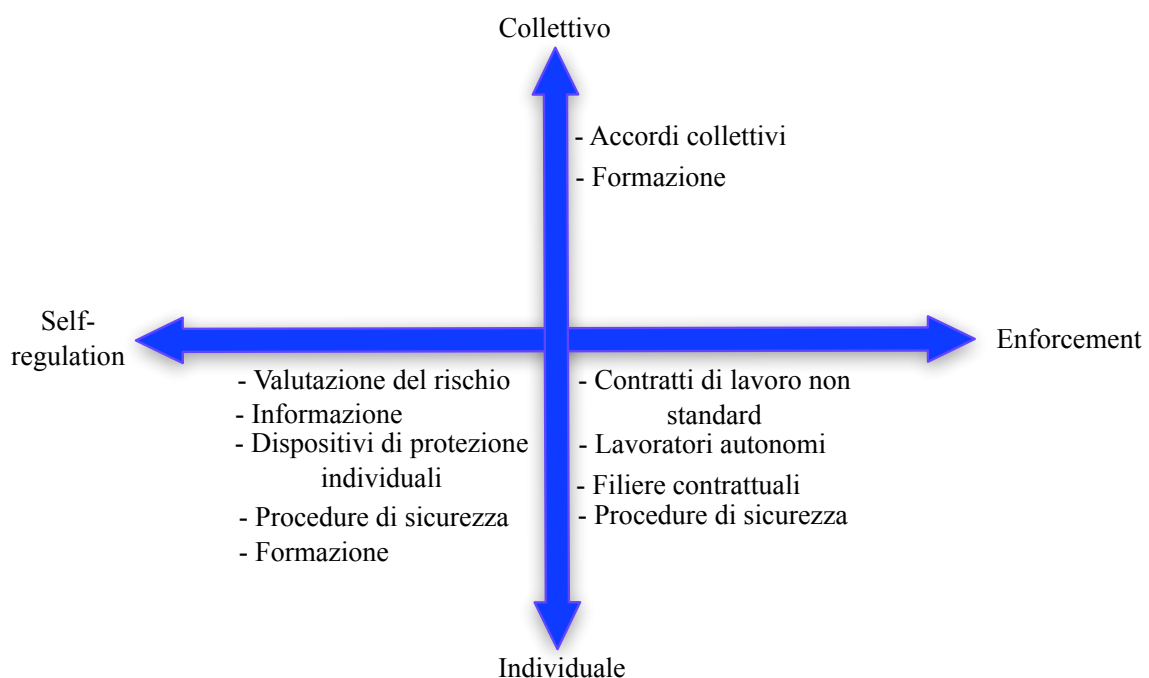 Collettivo
- Accordi collettivi
- Formazione
Self-
regulation
Enforcement
- Valutazione del rischio
- Informazione
- Dispositivi di protezione
individuali
- Procedure di sicurezza
- Formazione
- Contratti di lavoro non
standard
- Lavoratori autonomi
- Filiere contrattuali
- Procedure di sicurezza
Individuale